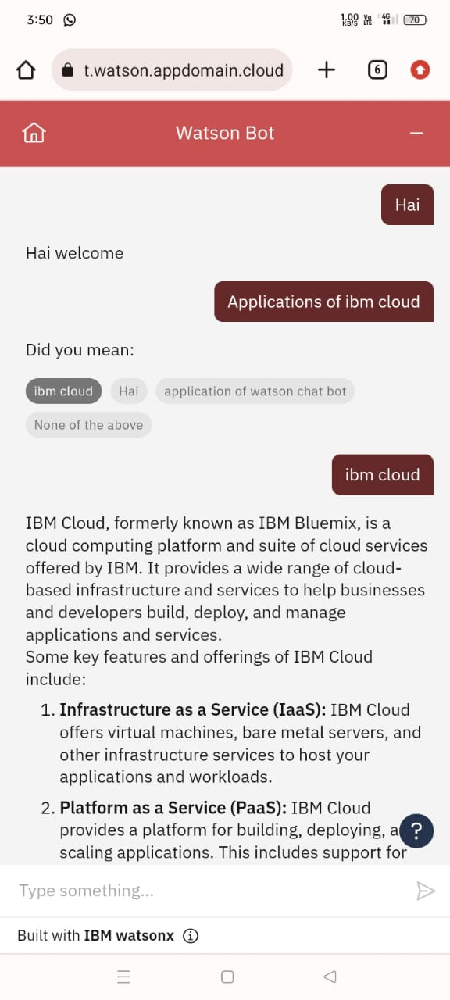 3:50
1.00 KB/S Vo LTE 4G 70
t.watson.appdomain.cloud
6
Watson Bot
Hai
Hai welcome
Applications of ibm cloud
Did you mean:
ibm cloud Hai application of watson chat bot
None of the above
ibm cloud
IBM Cloud, formerly known as IBM Bluemix, is a
cloud computing platform and suite of cloud services
offered by IBM. It provides a wide range of cloud-
based infrastructure and services to help businesses
and developers build, deploy, and manage
applications and services.
Some key features and offerings of IBM Cloud
include:
1. Infrastructure as a Service (IaaS): IBM Cloud
offers virtual machines, bare metal servers, and
other infrastructure services to host your
applications and workloads.
2. Platform as a Service (PaaS): IBM Cloud
provides a platform for building, deploying, a
?
scaling applications. This includes support for
Type something...
Built with IBM watsonx